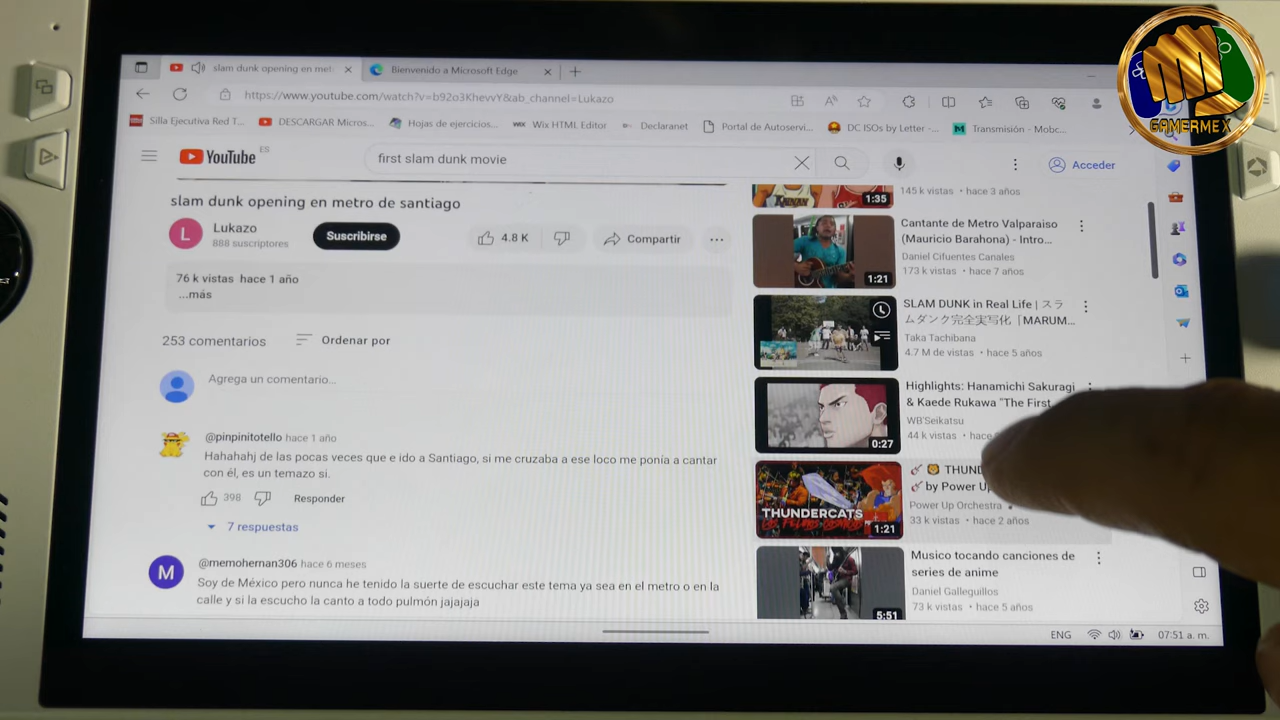 slam dunk opening en met
Bienvenido a Microsoft Edge
https://www.youtube.com/watch?v=b92o3KhevvY&ab_channel=Lukazo
Silla Ejecutiva Red T...
DESCARGAR Micros...
Hojas de ejercicios...
WIX Wix HTML Editor
Declaranet
Portal de Autoservi...
DC ISOs by Letter -...
M Transmisión - Mobc...
GAMERMEX
YouTube ES
first slam dunk movie
Acceder
slam dunk opening en metro de santiago
L
Lukazo
888 suscriptores
Suscribirse
4.8 K
Compartir
76 k vistas hace 1 año
...más
253 comentarios
Ordenar por
Agrega un comentario...
@pinpinitotello hace 1 año
Hahahahj de las pocas veces que e ido a Santiago, si me cruzaba a ese loco me ponía a cantar
con él, es un temazo si.
398
Responder
7 respuestas
M
@memohernan306 hace 6 meses
Soy de México pero nunca he tenido la suerte de escuchar este tema ya sea en el metro o en la
calle y si la escucho la canto a todo pulmón jajajaja
KAINAN
1:35
145 k vistas • hace 3 años
1:21
Cantante de Metro Valparaiso
(Mauricio Barahona) - Intro...
Daniel Cifuentes Canales
173 k vistas • hace 7 años
SLAM DUNK in Real Life | スラ
ムダンク完全実写化「MARUM...
Taka Tachibana
4.7 M de vistas • hace 5 años
0:27
Highlights: Hanamichi Sakuragi
& Kaede Rukawa "The First
WB'Seikatsu
44 k vistas • hace
THUNDERCATS
1:21
THUND
by Power Up
Power Up Orchestra
33 k vistas • hace 2 años
5:51
Musico tocando canciones de
series de anime
Daniel Galleguillos
73 k vistas • hace 5 años
ENG
07:51 a. m.